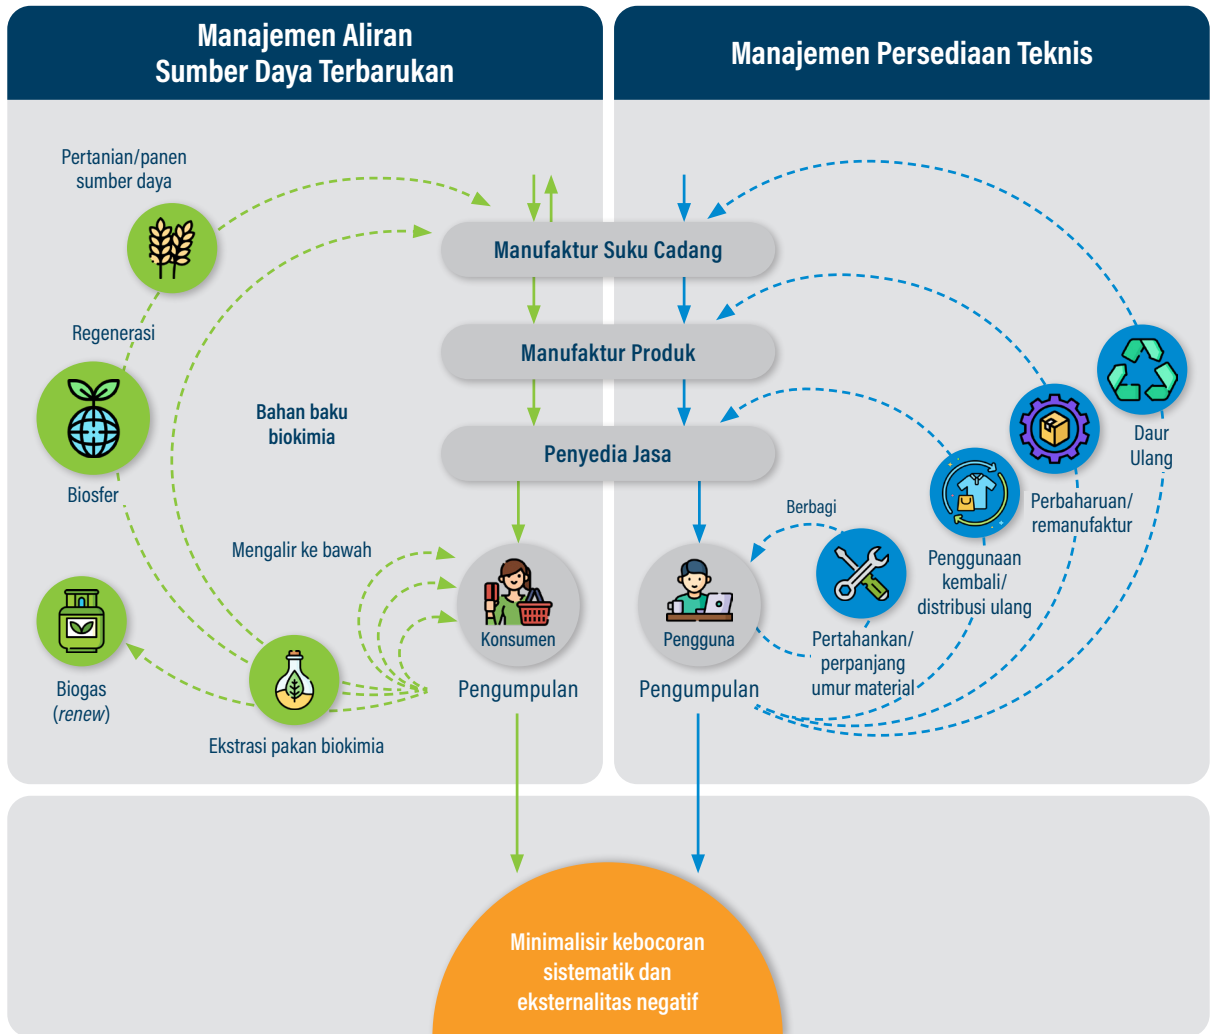 Manajemen Aliran
Sumber Daya Terbarukan
Manajemen Persediaan Teknis
Pertanian/panen
sumber daya
Manufaktur Suku Cadang
Regenerasi
Manufaktur Produk
Bahan baku
biokimia
Penyedia Jasa
Daur
Ulang
Biosfer
Perbaharuan/
remanufaktur
Berbagi
Mengalir ke bawah
Penggunaan
kembali/
distribusi ulang
Konsumen
Pengguna
Pertahankan/
perpanjang
umur material
Pengumpulan
Pengumpulan
Biogas
(renew)
Ekstrasi pakan biokimia
Minimalisir kebocoran
sistematik dan
eksternalitas negatif